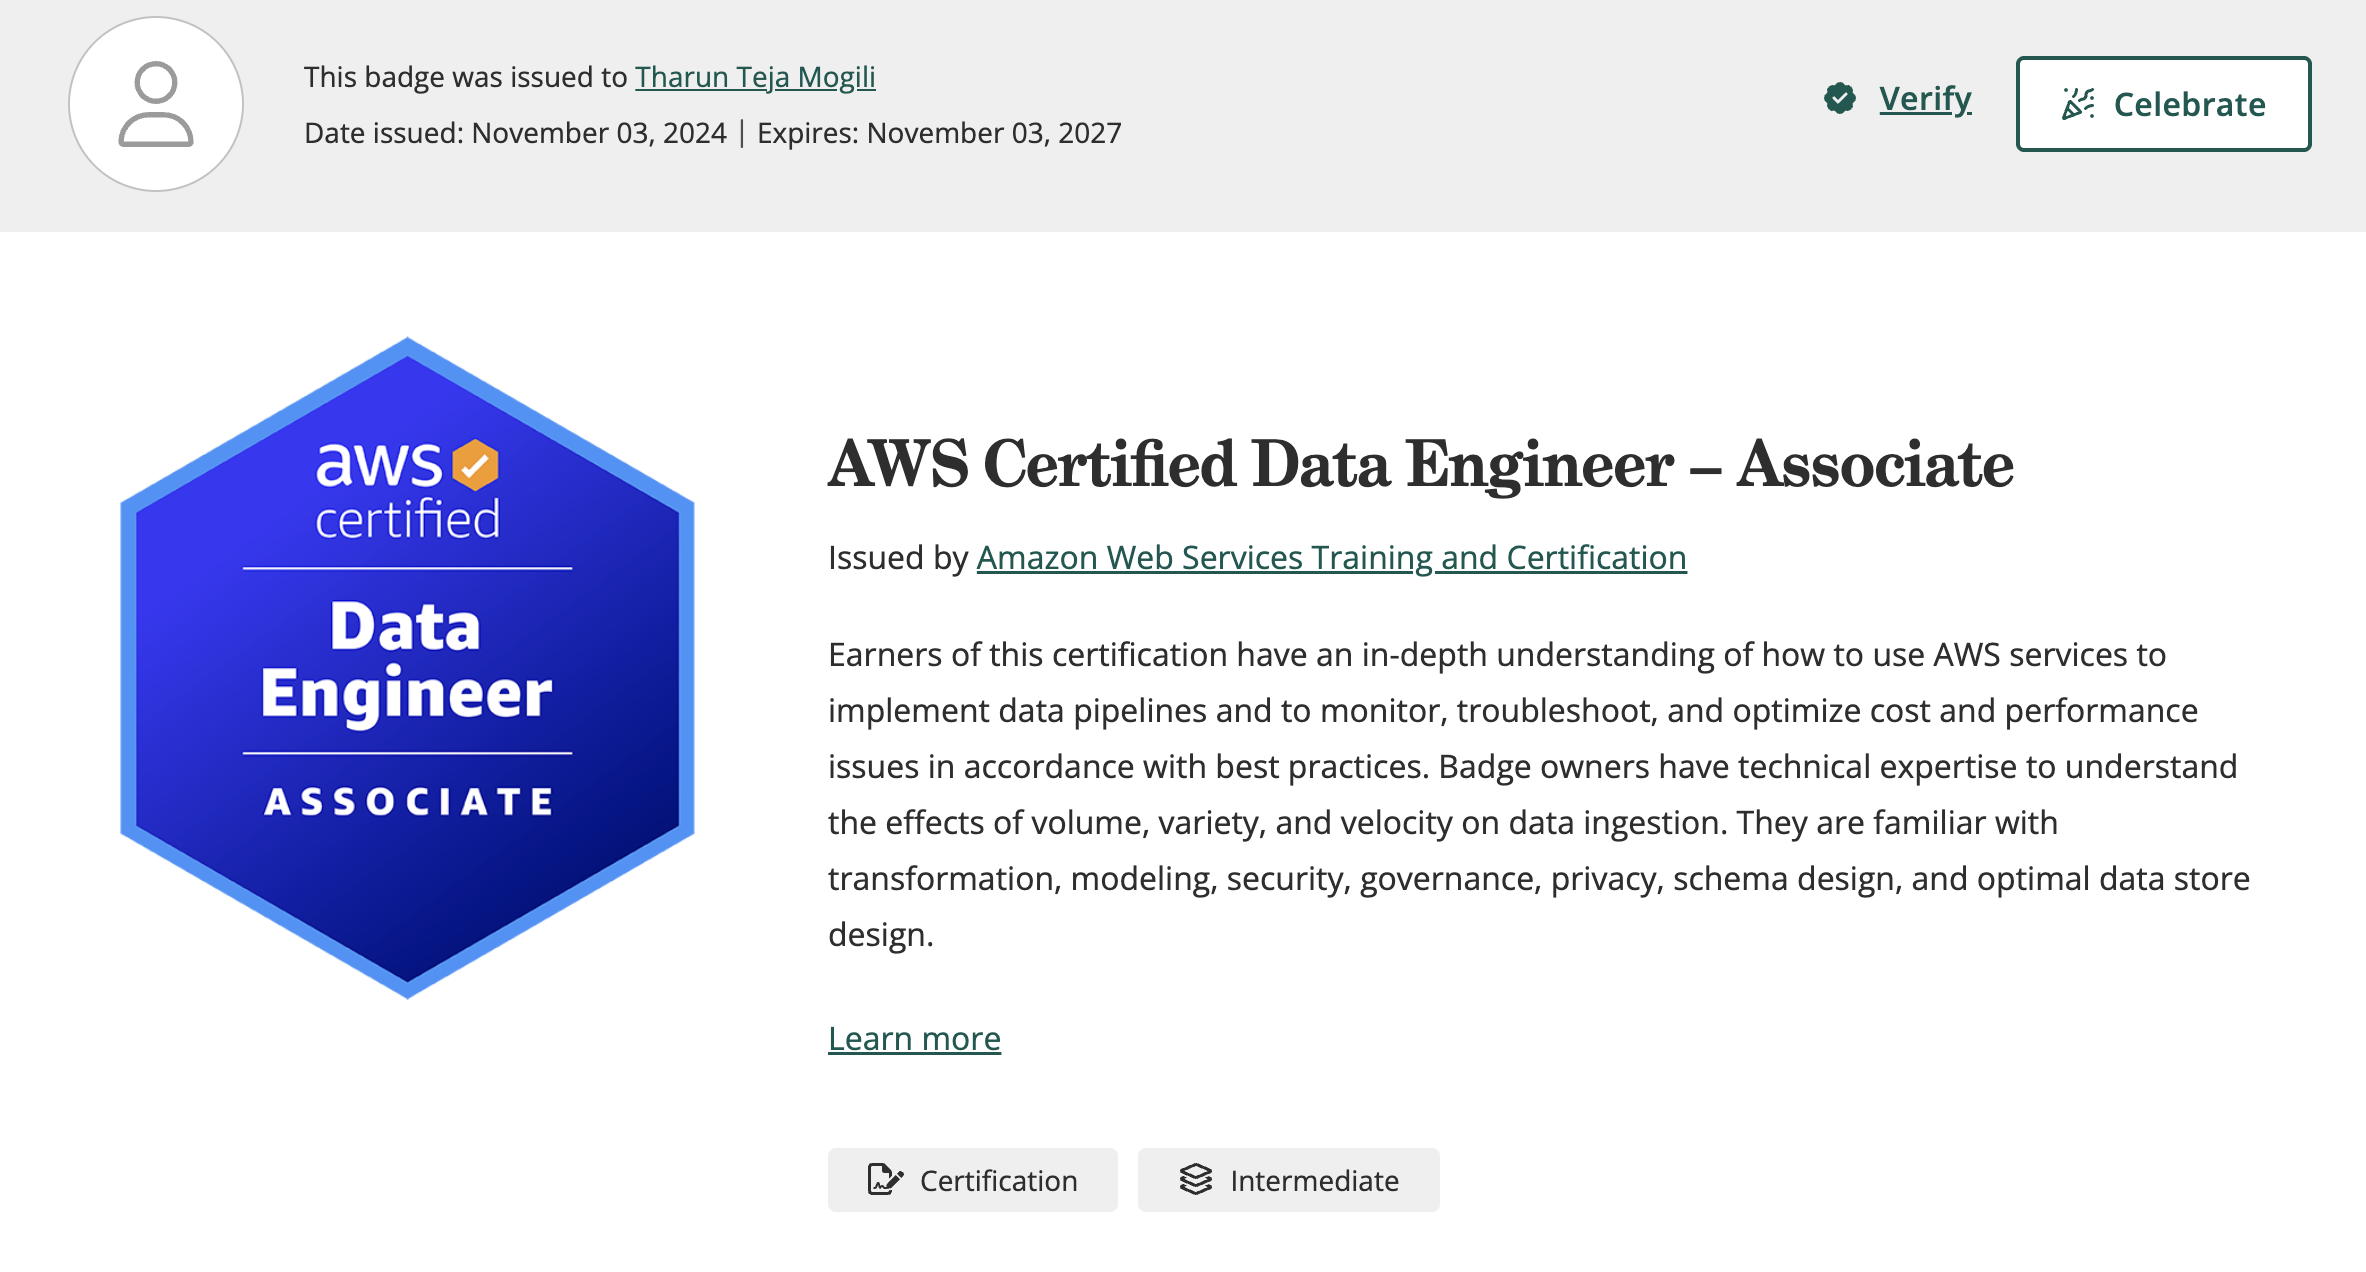 This badge was issued to Tharun Teja Mogili
Date issued: November 03, 2024 | Expires: November 03, 2027
Verify
Celebrate
aws
certified
Data
Engineer
ASSOCIATE
AWS Certified Data Engineer – Associate
Issued by Amazon Web Services Training and Certification
Earners of this certification have an in-depth understanding of how to use AWS services to
implement data pipelines and to monitor, troubleshoot, and optimize cost and performance
issues in accordance with best practices. Badge owners have technical expertise to understand
the effects of volume, variety, and velocity on data ingestion. They are familiar with
transformation, modeling, security, governance, privacy, schema design, and optimal data store
design.
Learn more
Certification
Intermediate